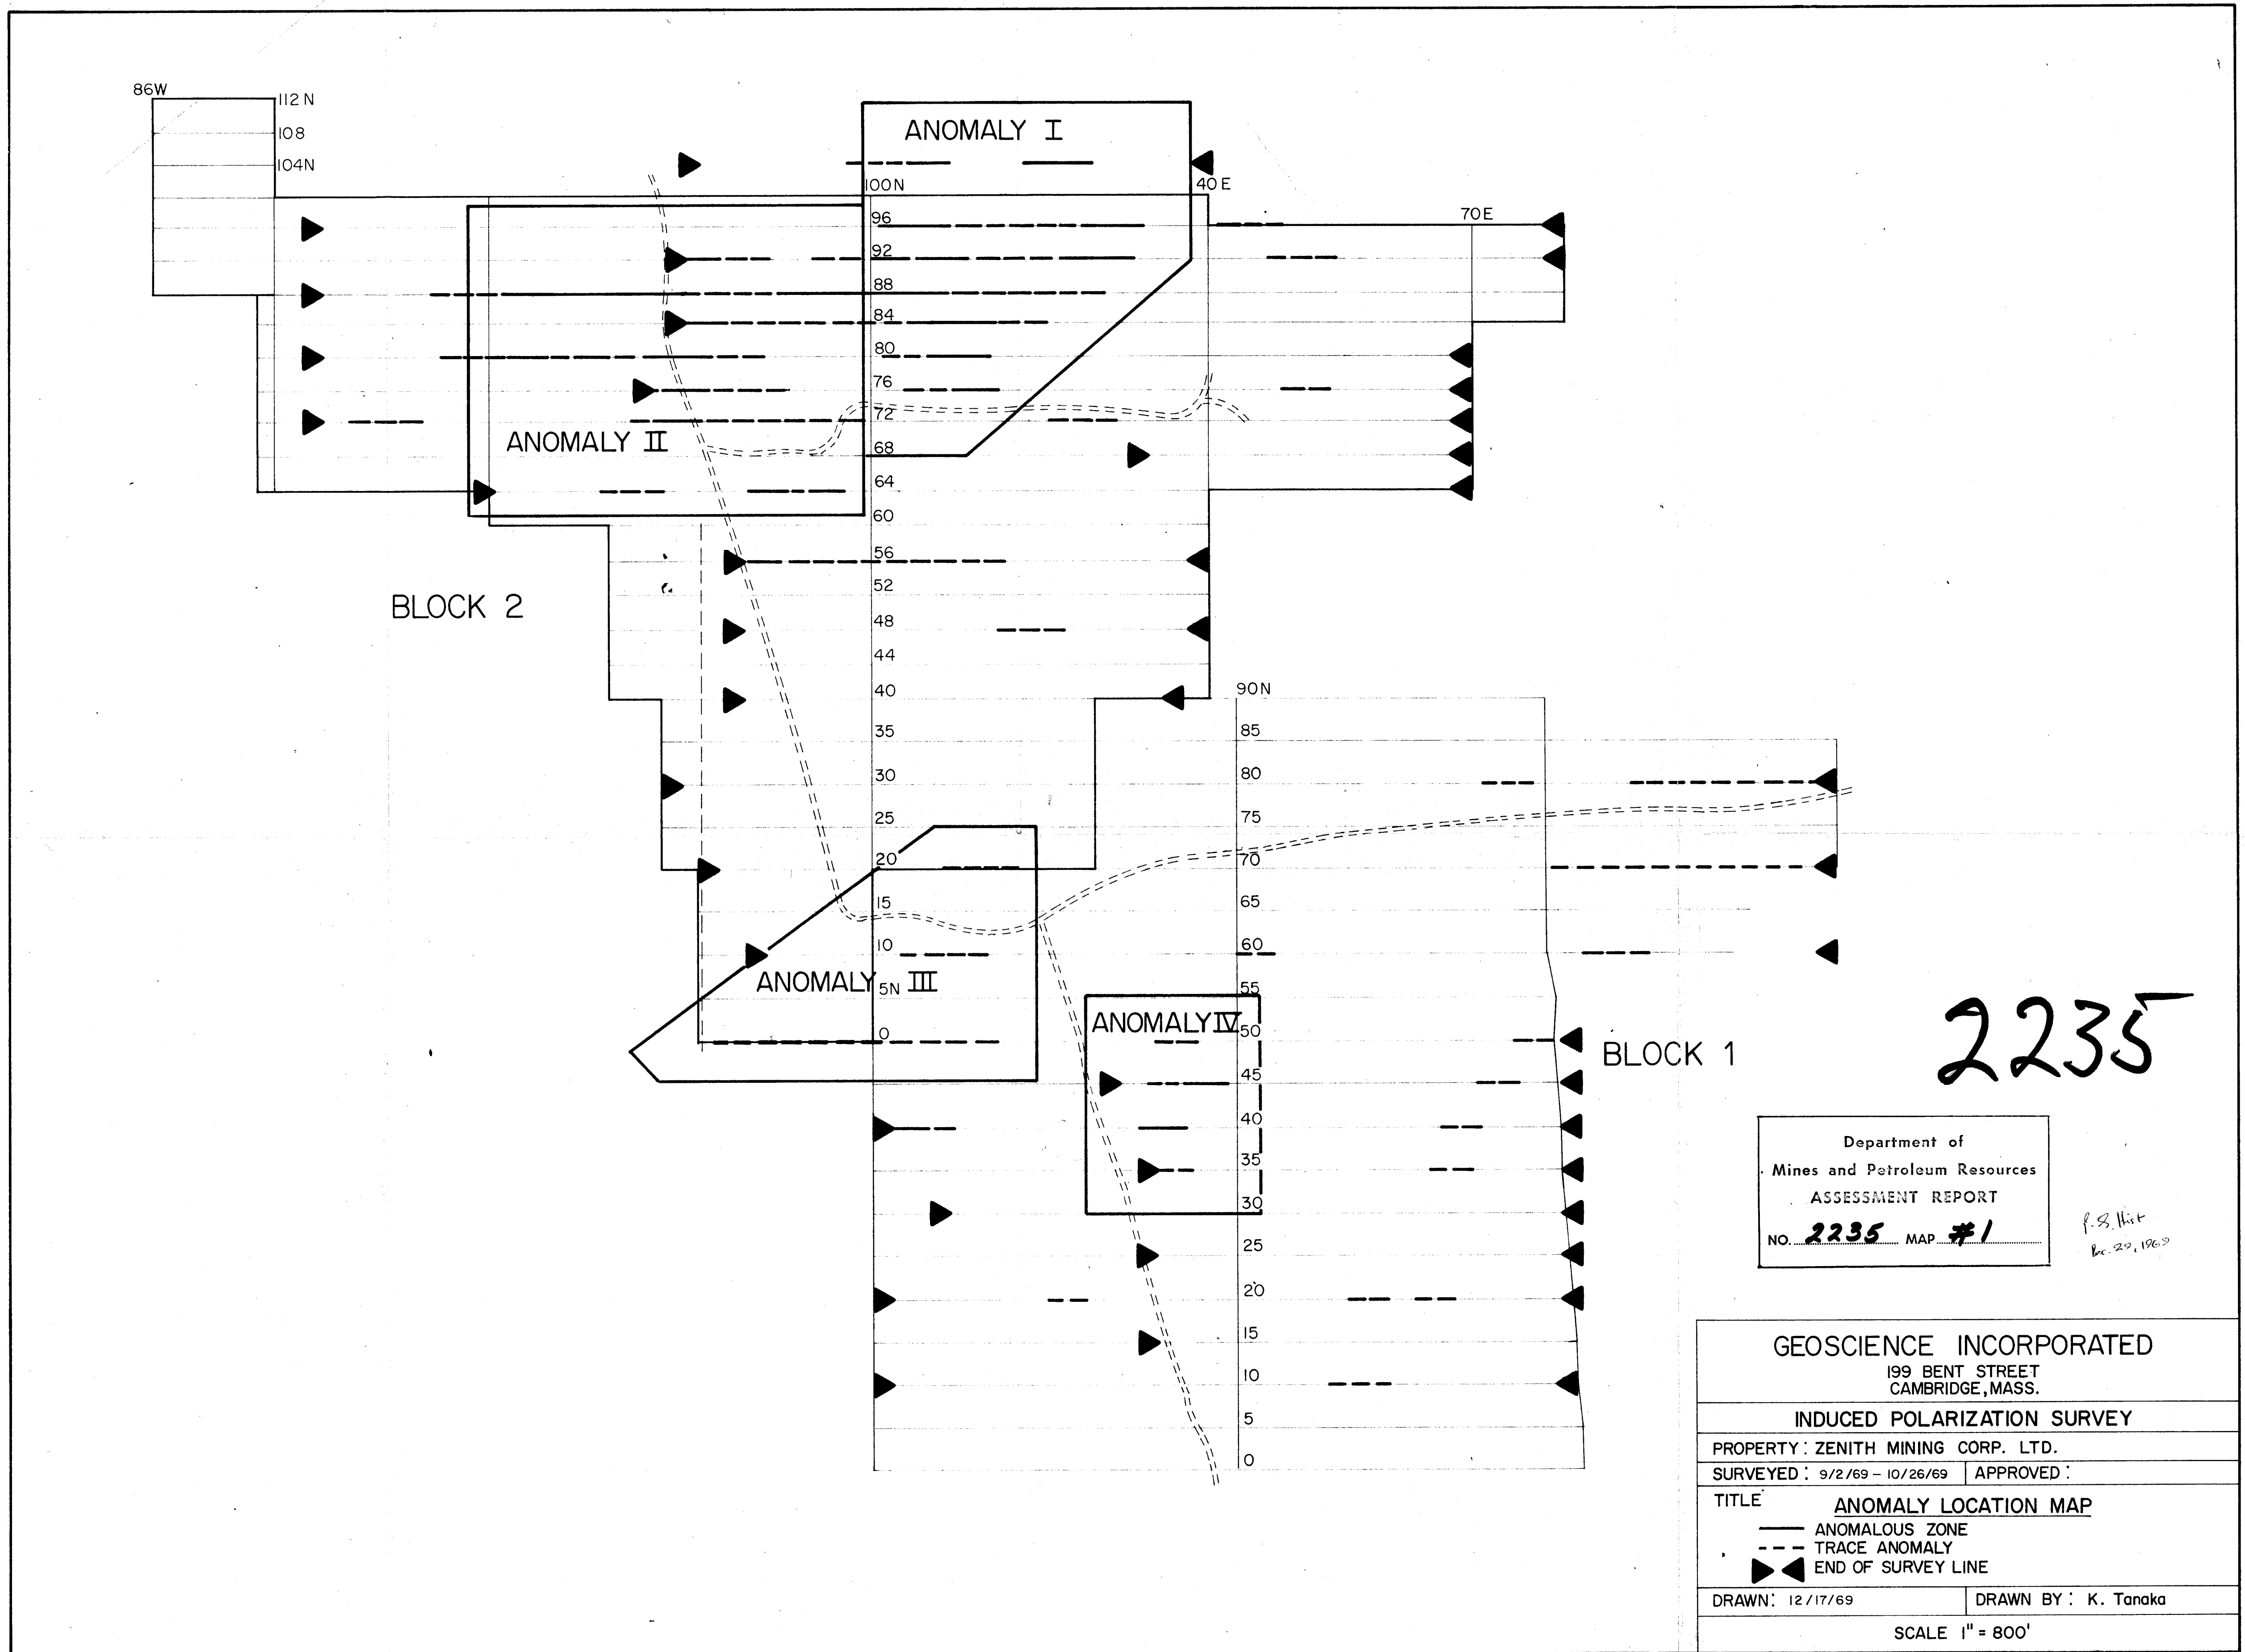 86W
112 N
108
104N
ANOMALY I
100N
40 E
70 E
96
92
88
84
80
76
72
68
64
60
56
52
48
44
40
35
30
25
20
15
10
5N
0
ANOMALY II
BLOCK 2
ANOMALY III
90N
85
80
75
70
65
60
55
50
45
40
35
30
25
20
15
10
5
0
ANOMALY IV
BLOCK 1
2235
Department of
Mines and Petroleum Resources
ASSESSMENT REPORT
NO. 2235 MAP #1
Dec. 29, 1969
GEOSCIENCE INCORPORATED
199 BENT STREET
CAMBRIDGE, MASS.
INDUCED POLARIZATION SURVEY
PROPERTY: ZENITH MINING CORP. LTD.
SURVEYED: 9/2/69 – 10/26/69 APPROVED:
TITLE ANOMALY LOCATION MAP
ANOMALOUS ZONE
TRACE ANOMALY
END OF SURVEY LINE
DRAWN: 12/17/69 DRAWN BY: K. Tanaka
SCALE 1" = 800'